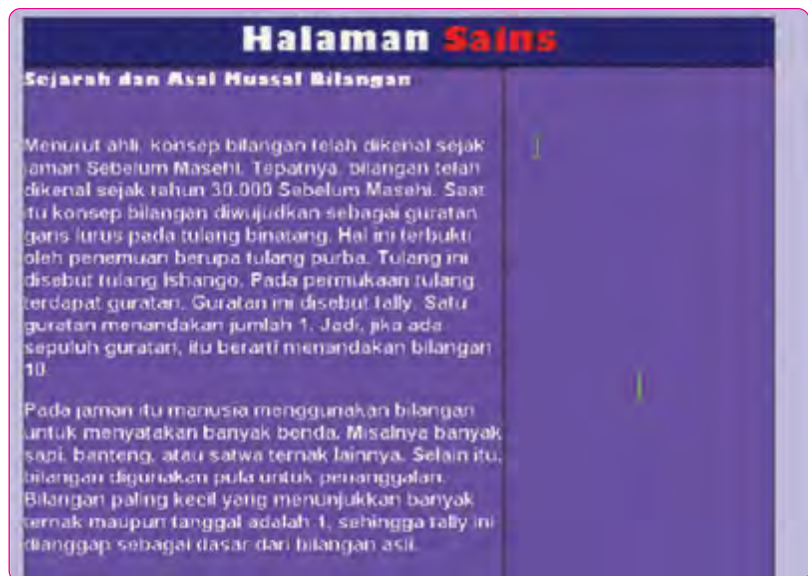 Halaman Sains
Sejarah dan Asal Muasal Bilangan
Menurut ahli, konsep bilangan telah dikenal sejak
jaman Sebelum Masehi. Tepatnya, bilangan telah
dikenal sejak tahun 30.000 Sebelum Masehi. Saat
itu konsep bilangan diwujudkan sebagai guratan
garis lurus pada tulang binatang. Hal ini terbukti
oleh penemuan berupa tulang purba. Tulang ini
disebut tulang Ishango. Pada permukaan tulang
terdapat guratan. Guratan ini disebut tally. Satu
guratan menandakan jumlah 1. Jadi, jika ada
sepuluh guratan, itu berarti menandakan bilangan
10.
Pada jaman itu manusia menggunakan bilangan
untuk menyatakan banyak benda. Misalnya banyak
sapi, banteng, atau satwa ternak lainnya. Selain itu,
bilangan digunakan pula untuk penanggalan.
Bilangan paling kecil yang menunjukkan banyak
ternak maupun tanggal adalah 1, sehingga tally ini
dianggap sebagai dasar dari bilangan asli.